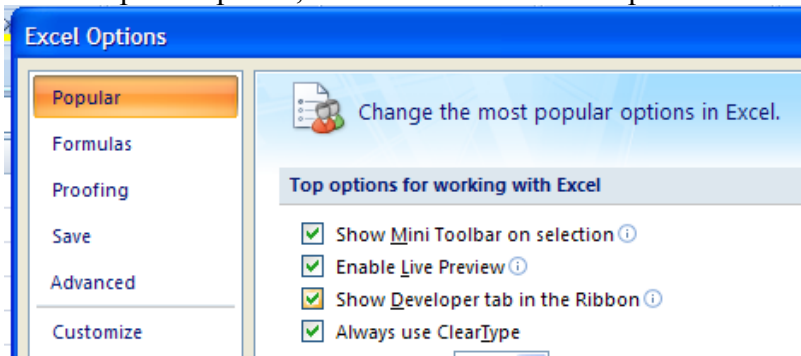 Excel Options
Popular
Formulas
Proofing
Save
Advanced
Customize
Change the most popular options in Excel.
Top options for working with Excel
Show Mini Toolbar on selection
Enable Live Preview
Show Developer tab in the Ribbon
Always use ClearType